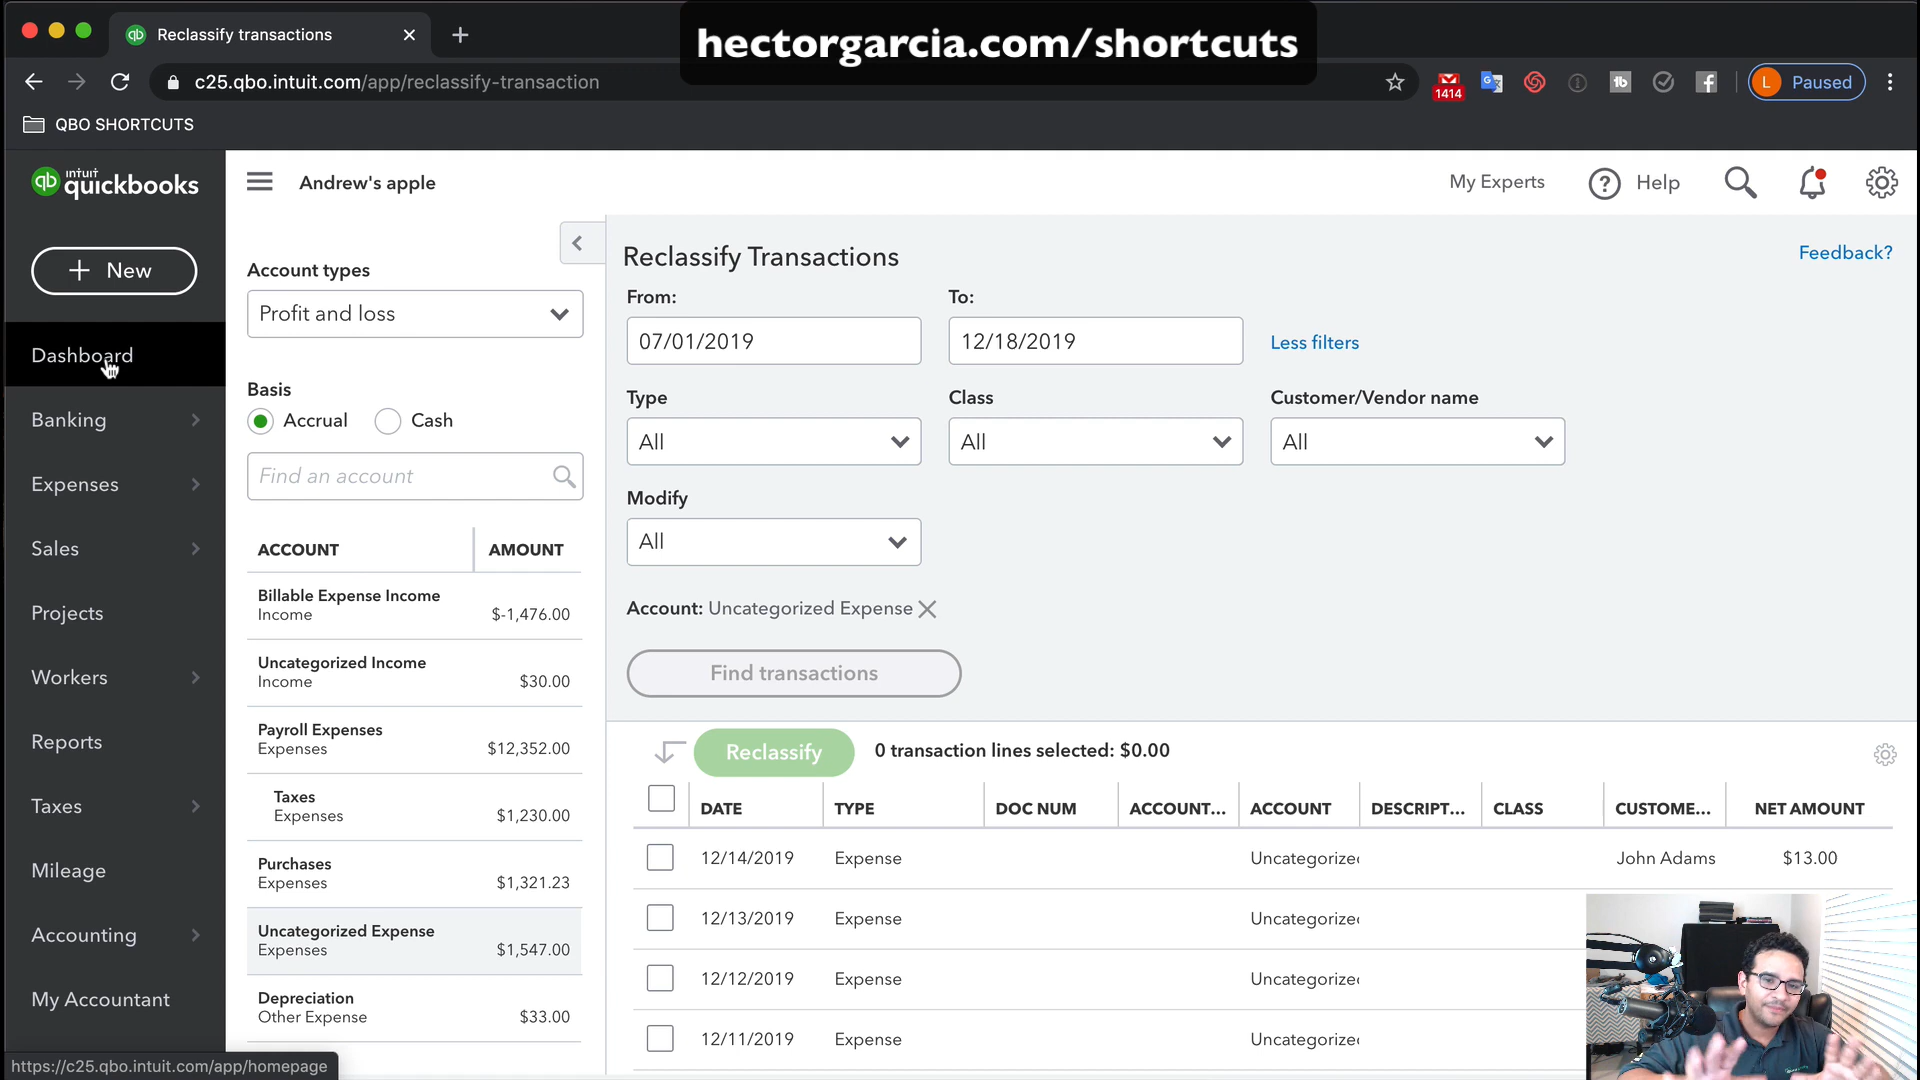 Reclassify transactions
hectorgarcia.com/shortcuts
c25.qbo.intuit.com/app/reclassify-transaction
1414
L Paused
QBO SHORTCUTS
qb intuit quickbooks
Andrew's apple
My Experts
? Help
+ New
Dashboard
Banking
Expenses
Sales
Projects
Workers
Reports
Taxes
Mileage
Accounting
My Accountant
Account types
Profit and loss
Basis
Accrual Cash
Find an account
ACCOUNT AMOUNT
Billable Expense Income
Income $-1,476.00
Uncategorized Income
Income $30.00
Payroll Expenses
Expenses $12,352.00
Taxes
Expenses $1,230.00
Purchases
Expenses $1,321.23
Uncategorized Expense
Expenses $1,547.00
Depreciation
Other Expense $33.00
Reclassify Transactions
Feedback?
From: To:
07/01/2019 12/18/2019 Less filters
Type Class Customer/Vendor name
All All All
Modify
All
Account: Uncategorized Expense
Find transactions
Reclassify 0 transaction lines selected: $0.00
DATE TYPE DOC NUM ACCOUNT... ACCOUNT DESCRIPT... CLASS CUSTOME... NET AMOUNT
12/14/2019 Expense Uncategorize John Adams $13.00
12/13/2019 Expense Uncategorize
12/12/2019 Expense Uncategorize
12/11/2019 Expense Uncategorize
https://c25.qbo.intuit.com/app/homepage